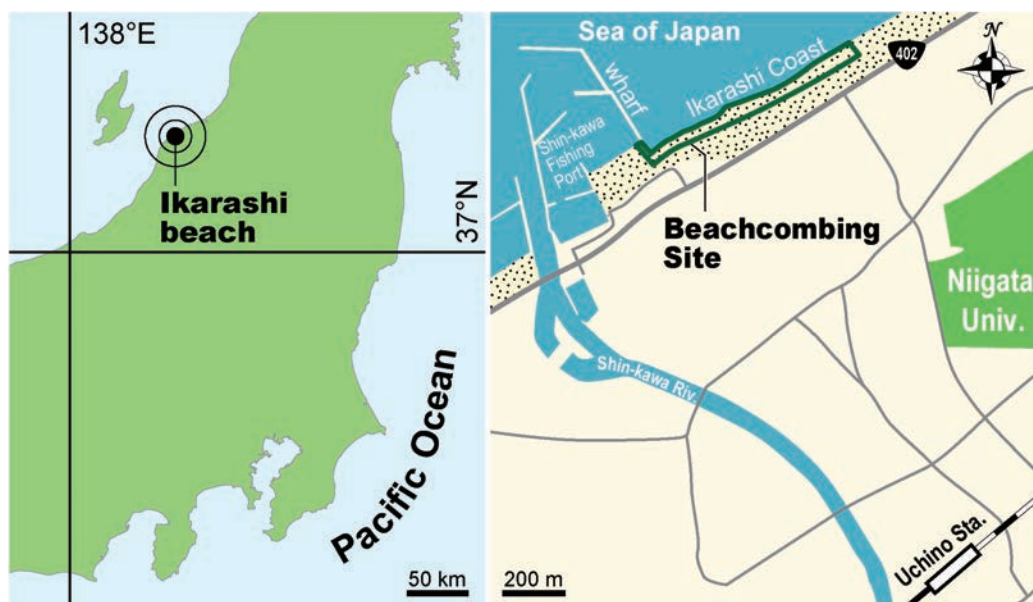 138°E
Ikarashi
beach
37°N
Pacific Ocean
50 km
Sea of Japan
wharf
Ikarashi Coast
402
N
Shin-kawa
Fishing
Port
Beachcombing
Site
Niigata
Univ.
Shin-kawa Riv.
Uchino Sta.
200 m